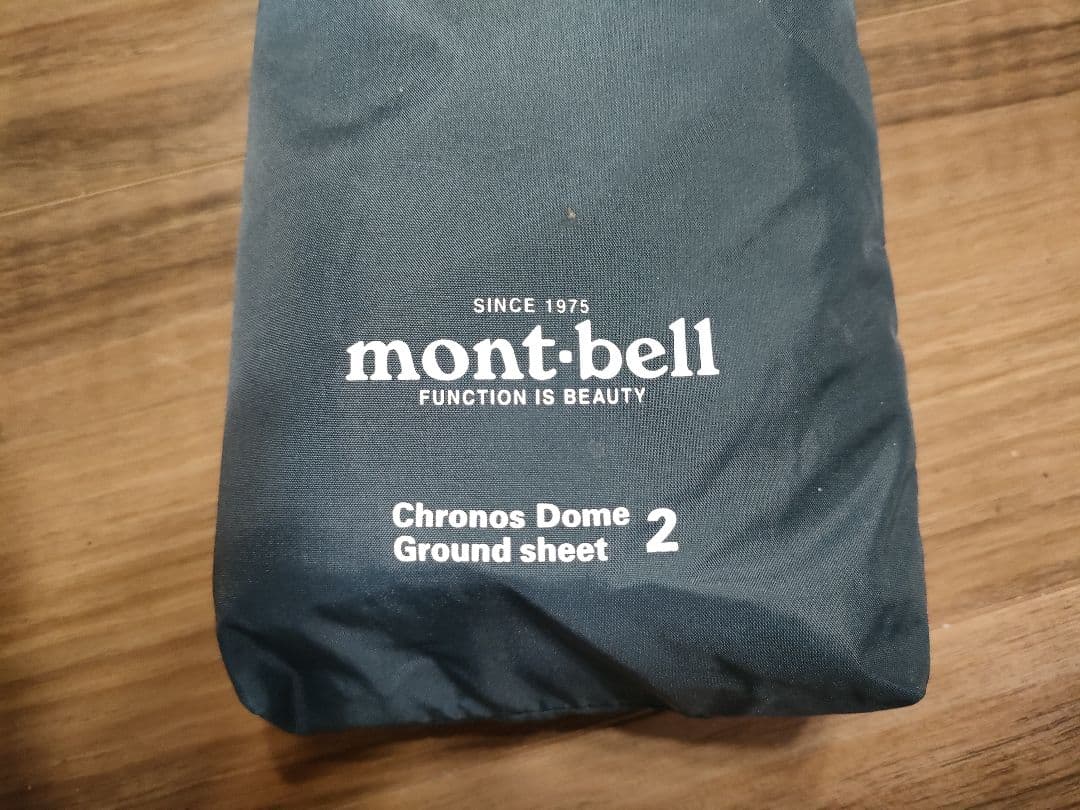 SINCE 1975
mont·bell
FUNCTION IS BEAUTY
Chronos Dome
Ground sheet 2